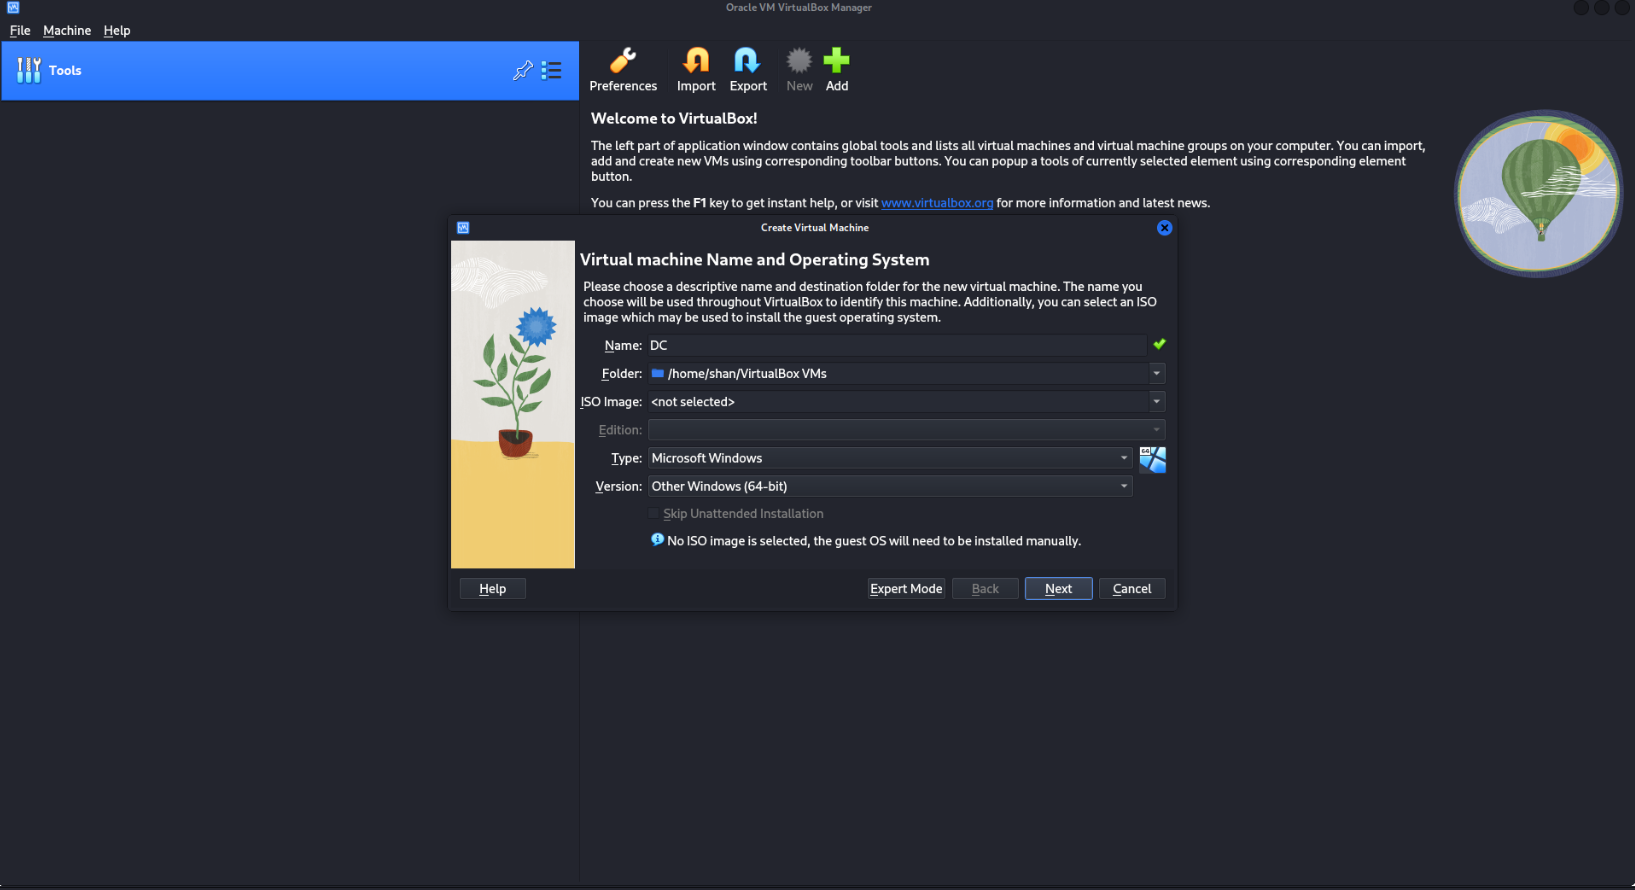 Oracle VM VirtualBox Manager
File Machine Help
Tools
Preferences Import Export New Add
Welcome to VirtualBox!
The left part of application window contains global tools and lists all virtual machines and virtual machine groups on your computer. You can import,
add and create new VMs using corresponding toolbar buttons. You can popup a tools of currently selected element using corresponding element
button.
You can press the F1 key to get instant help, or visit www.virtualbox.org for more information and latest news.
Create Virtual Machine
Virtual machine Name and Operating System
Please choose a descriptive name and destination folder for the new virtual machine. The name you
choose will be used throughout VirtualBox to identify this machine. Additionally, you can select an ISO
image which may be used to install the guest operating system.
Name: DC
Folder: /home/shan/VirtualBox VMs
ISO Image: <not selected>
Edition:
Type: Microsoft Windows
64
Version: Other Windows (64-bit)
Skip Unattended Installation
No ISO image is selected, the guest OS will need to be installed manually.
Help Expert Mode Back Next Cancel